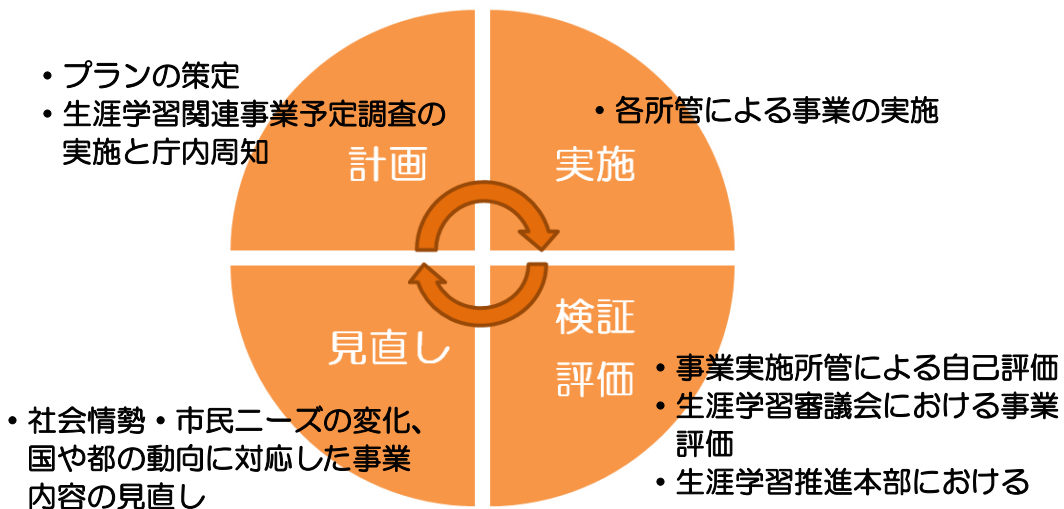 ・プランの策定
・生涯学習関連事業予定調査の
実施と庁内周知
計画
・各所管による事業の実施
実施
見直し
・社会情勢・市民ニーズの変化、
国や都の動向に対応した事業
内容の見直し
検証
評価
・事業実施所管による自己評価
・生涯学習審議会における事業
評価
・生涯学習推進本部における